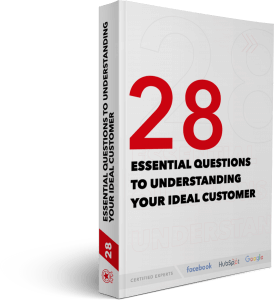 28
ESSENTIAL QUESTIONS
TO UNDERSTANDING
YOUR IDEAL CUSTOMER
CERTIFIED EXPERTS
facebook HubSpot Google
ESSENTIAL QUESTIONS TO UNDERSTANDING
YOUR IDEAL CUSTOMER
28